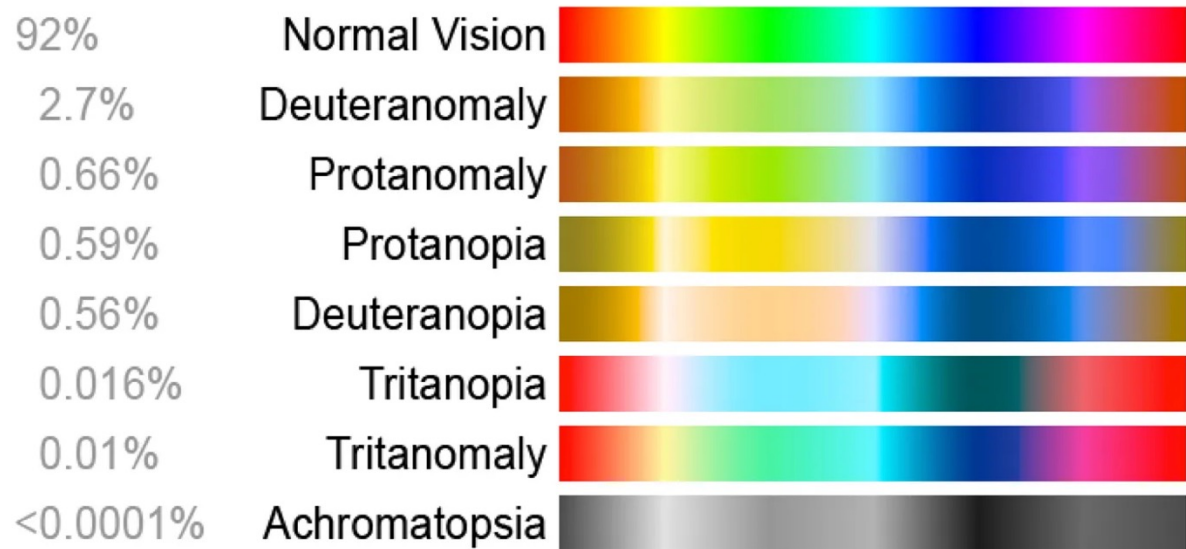 92% Normal Vision
2.7% Deuteranomaly
0.66% Protanomaly
0.59% Protanopia
0.56% Deuteranopia
0.016% Tritanopia
0.01% Tritanomaly
<0.0001% Achromatopsia